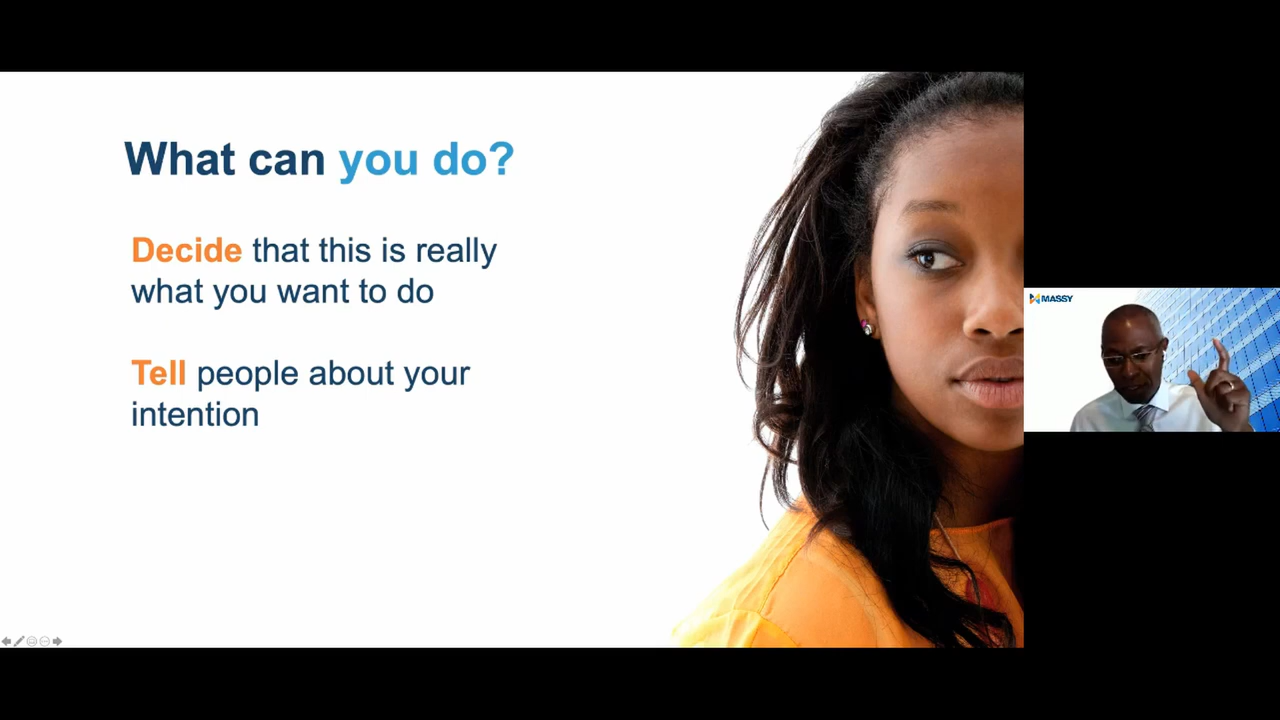 What can you do?
Decide that this is really
what you want to do
Tell people about your
intention
MASSY